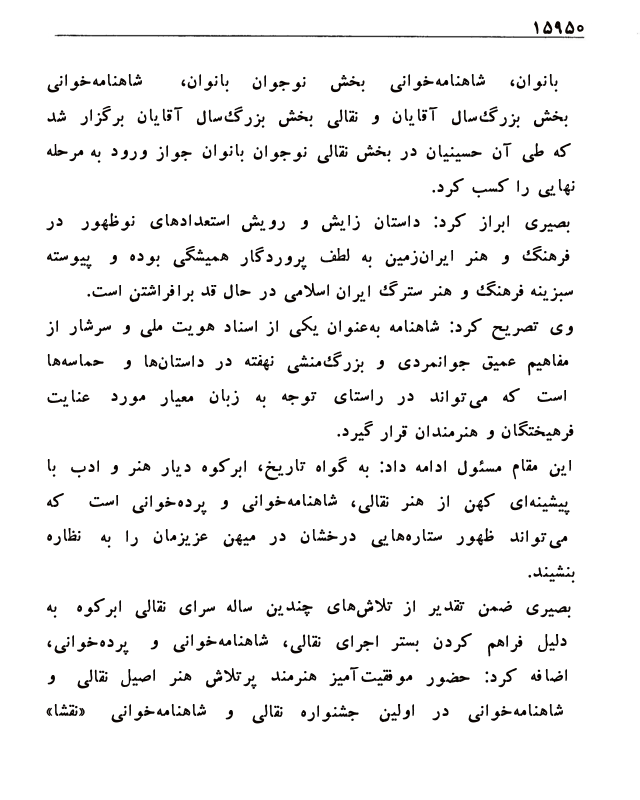 ۱۵۹۵۰
بانوان، شاهنامه‌خوانی بخش نوجوان بانوان، شاهنامه‌خوانی
بخش بزرگ‌سال آقایان و نقالی بخش بزرگ‌سال آقایان برگزار شد
که طی آن حسینیان در بخش نقالی نوجوان بانوان جواز ورود به مرحله
نهایی را کسب کرد.
بصیری ابراز کرد: داستان زایش و رویش استعدادهای نوظهور در
فرهنگ و هنر ایران‌زمین به لطف پروردگار همیشگی بوده و پیوسته
سبزینه فرهنگ و هنر سترگ ایران اسلامی در حال قد برافراشتن است.
وی تصریح کرد: شاهنامه به‌عنوان یکی از اسناد هویت ملی و سرشار از
مفاهیم عمیق جوانمردی و بزرگ‌منشی نهفته در داستان‌ها و حماسه‌ها
است که می‌تواند در راستای توجه به زبان معیار مورد عنایت
فرهیختگان و هنرمندان قرار گیرد.
این مقام مسئول ادامه داد: به گواه تاریخ، ابرکوه دیار هنر و ادب با
پیشینه‌ای کهن از هنر نقالی، شاهنامه‌خوانی و پرده‌خوانی است که
می‌تواند ظهور ستاره‌هایی درخشان در میهن عزیزمان را به نظاره
بنشیند.
بصیری ضمن تقدیر از تلاش‌های چندین ساله سرای نقالی ابرکوه به
دلیل فراهم کردن بستر اجرای نقالی، شاهنامه‌خوانی و پرده‌خوانی،
اضافه کرد: حضور موفقیت‌آمیز هنرمند پرتلاش هنر اصیل نقالی و
شاهنامه‌خوانی در اولین جشنواره نقالی و شاهنامه‌خوانی «نقشا»